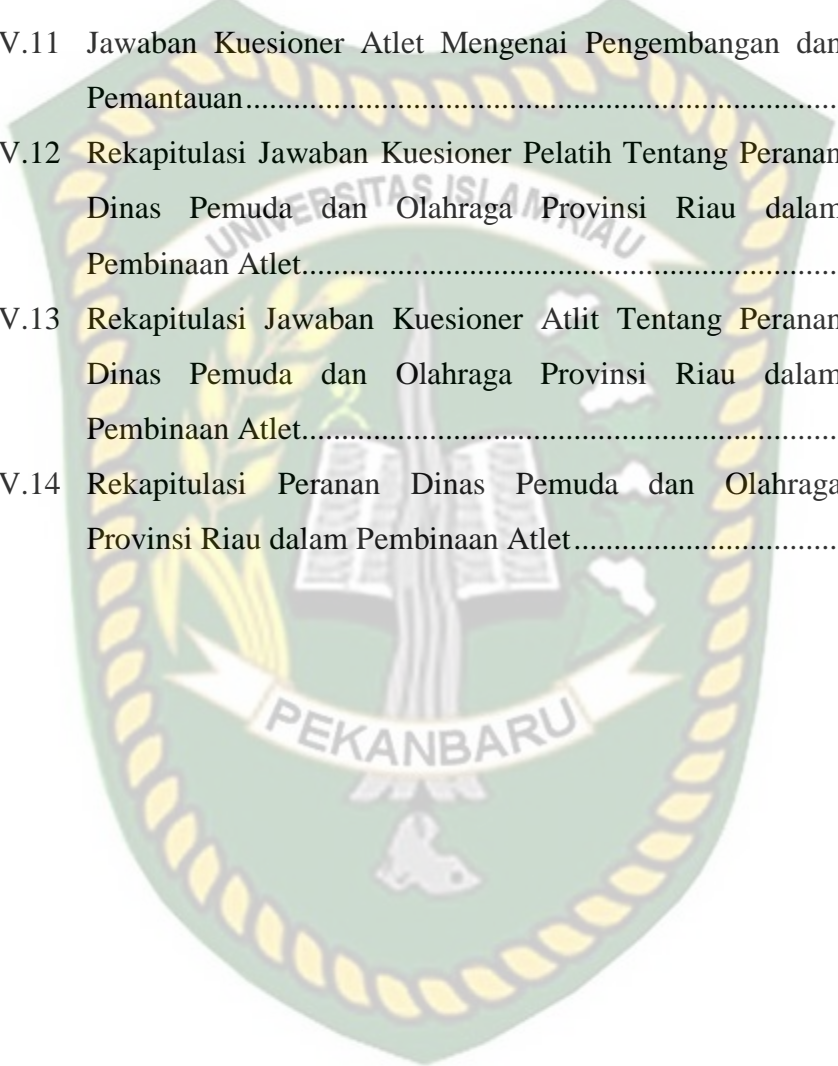 V.11 Jawaban Kuesioner Atlet Mengenai Pengembangan dan
Pemantauan..........................................................................
V.12 Rekapitulasi Jawaban Kuesioner Pelatih Tentang Peranan
UNIVERSITAS ISLAM RIAU
Dinas Pemuda dan Olahraga Provinsi Riau dalam
Pembinaan Atlet...................................................................
V.13 Rekapitulasi Jawaban Kuesioner Atlit Tentang Peranan
Dinas Pemuda dan Olahraga Provinsi Riau dalam
Pembinaan Atlet...................................................................
V.14 Rekapitulasi Peranan Dinas Pemuda dan Olahraga
Provinsi Riau dalam Pembinaan Atlet.................................
PEKANBARU